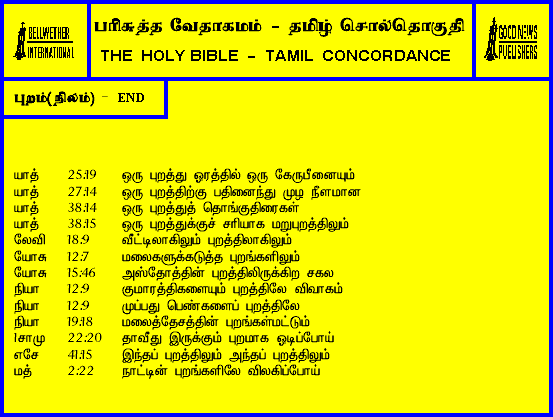 BELLWETHER
INTERNATIONAL
பரிசுத்த வேதாகமம் - தமிழ் சொல்தொகுதி
THE HOLY BIBLE - TAMIL CONCORDANCE
GOOD NEWS
PUBLISHERS
புறம்(நிலம்) - END
யாத் 25:19 ஒரு புறத்து ஓரத்தில் ஒரு கேருபீனையும்
யாத் 27:14 ஒரு புறத்திற்கு பதினைந்து முழ நீளமான
யாத் 38:14 ஒரு புறத்துத் தொங்குதிரைகள்
யாத் 38:15 ஒரு புறத்துக்குச் சரியாக மறுபுறத்திலும்
லேவி 18:9 வீட்டிலாகிலும் புறத்திலாகிலும்
யோசு 12:7 மலைகளுக்கடுத்த புறங்களிலும்
யோசு 15:46 அஸ்தோத்தின் புறத்திலிருக்கிற சகல
நியா 12:9 குமாரத்திகளையும் புறத்திலே விவாகம்
நியா 12:9 முப்பது பெண்களைப் புறத்திலே
நியா 19:18 மலைத்தேசத்தின் புறங்கள்மட்டும்
1சாமு 22:20 தாவீது இருக்கும் புறமாக ஓடிப்போய்
எசே 41:15 இந்தப் புறத்திலும் அந்தப் புறத்திலும்
மத் 2:22 நாட்டின் புறங்களிலே விலகிப்போய்